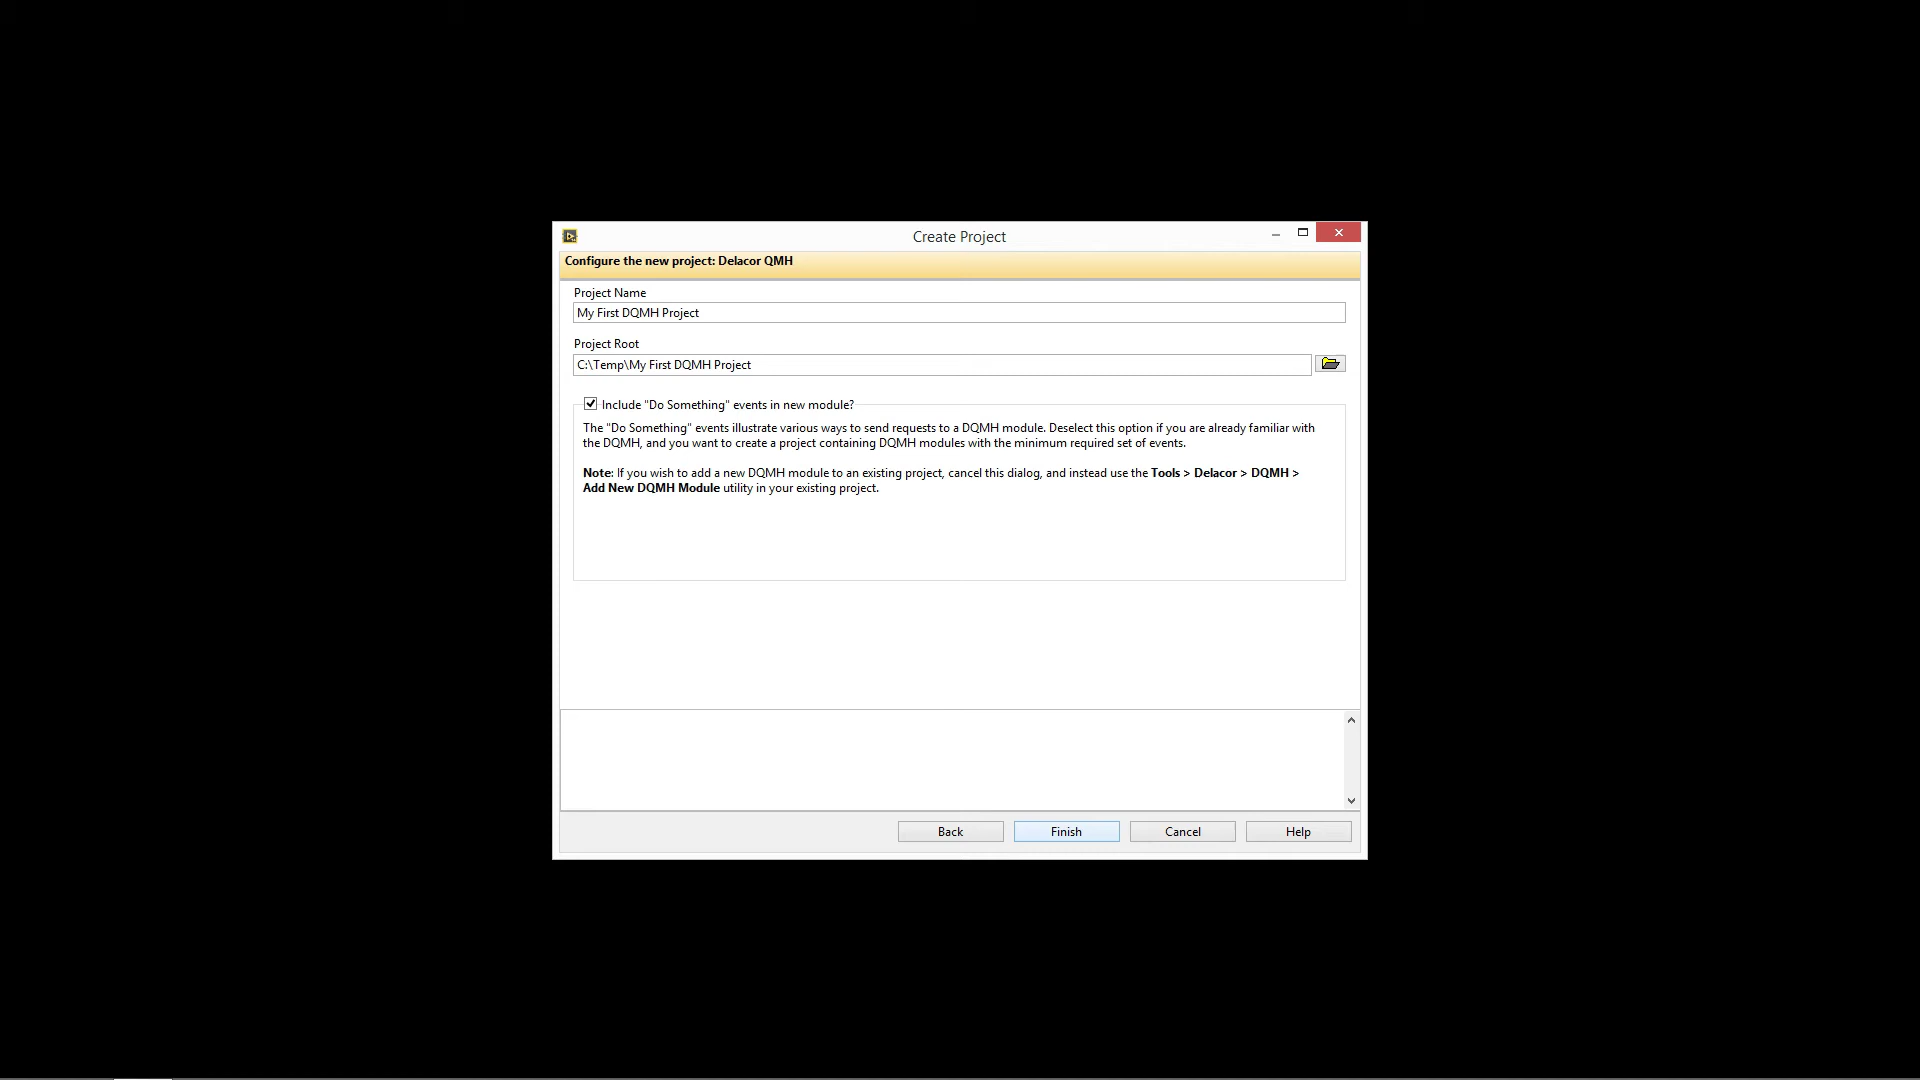 Create Project
Configure the new project: Delacor QMH
Project Name
My First DQMH Project
Project Root
C:\Temp\My First DQMH Project
Include "Do Something" events in new module?
The "Do Something" events illustrate various ways to send requests to a DQMH module. Deselect this option if you are already familiar with
the DQMH, and you want to create a project containing DQMH modules with the minimum required set of events.
Note: If you wish to add a new DQMH module to an existing project, cancel this dialog, and instead use the Tools > Delacor > DQMH >
Add New DQMH Module utility in your existing project.
Back Finish Cancel Help